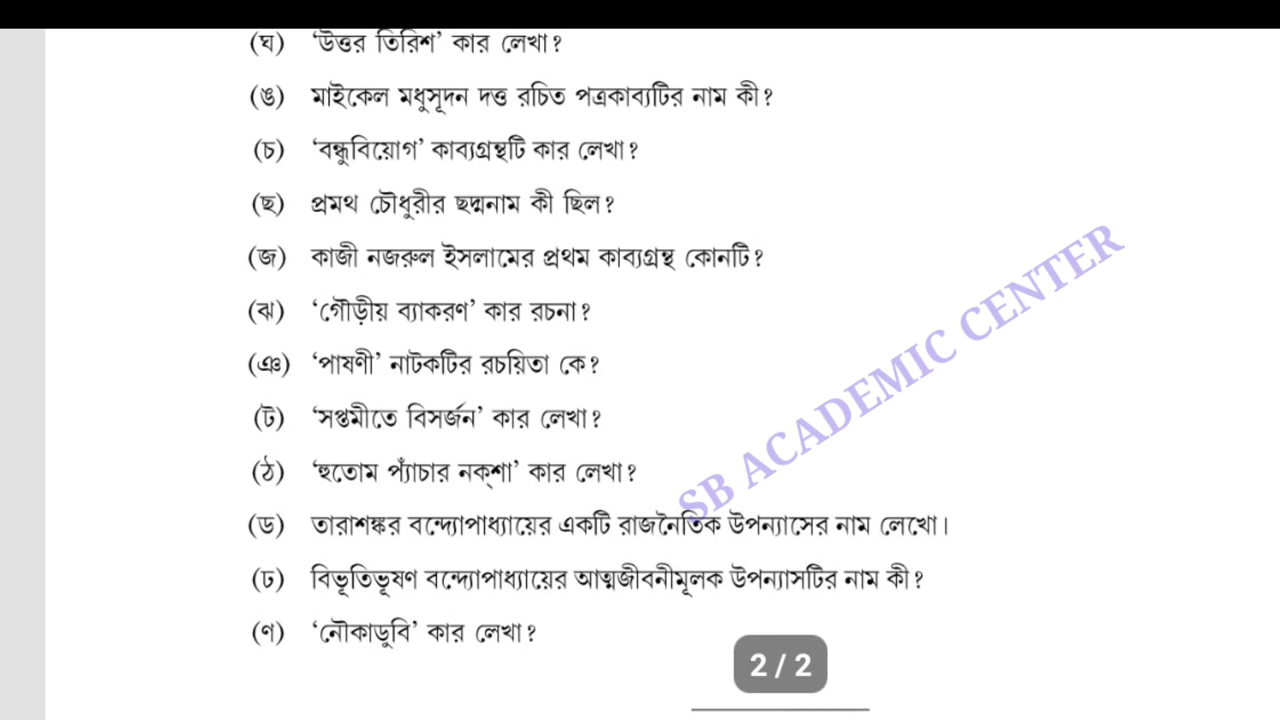 (ঘ) ‘উত্তর তিরিশ’ কার লেখা?
(ঙ) মাইকেল মধুসূদন দত্ত রচিত পত্রকাব্যটির নাম কী?
(চ) ‘বন্ধুবিয়োগ’ কাব্যগ্রন্থটি কার লেখা?
(ছ) প্রমথ চৌধুরীর ছদ্মনাম কী ছিল?
(জ) কাজী নজরুল ইসলামের প্রথম কাব্যগ্রন্থ কোনটি?
(ঝ) ‘গৌড়ীয় ব্যাকরণ’ কার রচনা?
(ঞ) ‘পাষণী’ নাটকটির রচয়িতা কে?
(ট) ‘সপ্তমীতে বিসর্জন’ কার লেখা?
(ঠ) ‘হুতোম প্যাঁচার নক্‌শা’ কার লেখা?
(ড) তারাশঙ্কর বন্দ্যোপাধ্যায়ের একটি রাজনৈতিক উপন্যাসের নাম লেখো।
(ঢ) বিভূতিভূষণ বন্দ্যোপাধ্যায়ের আত্মজীবনীমূলক উপন্যাসটির নাম কী?
(ণ) ‘নৌকাডুবি’ কার লেখা?
SB ACADEMIC CENTER
2 / 2